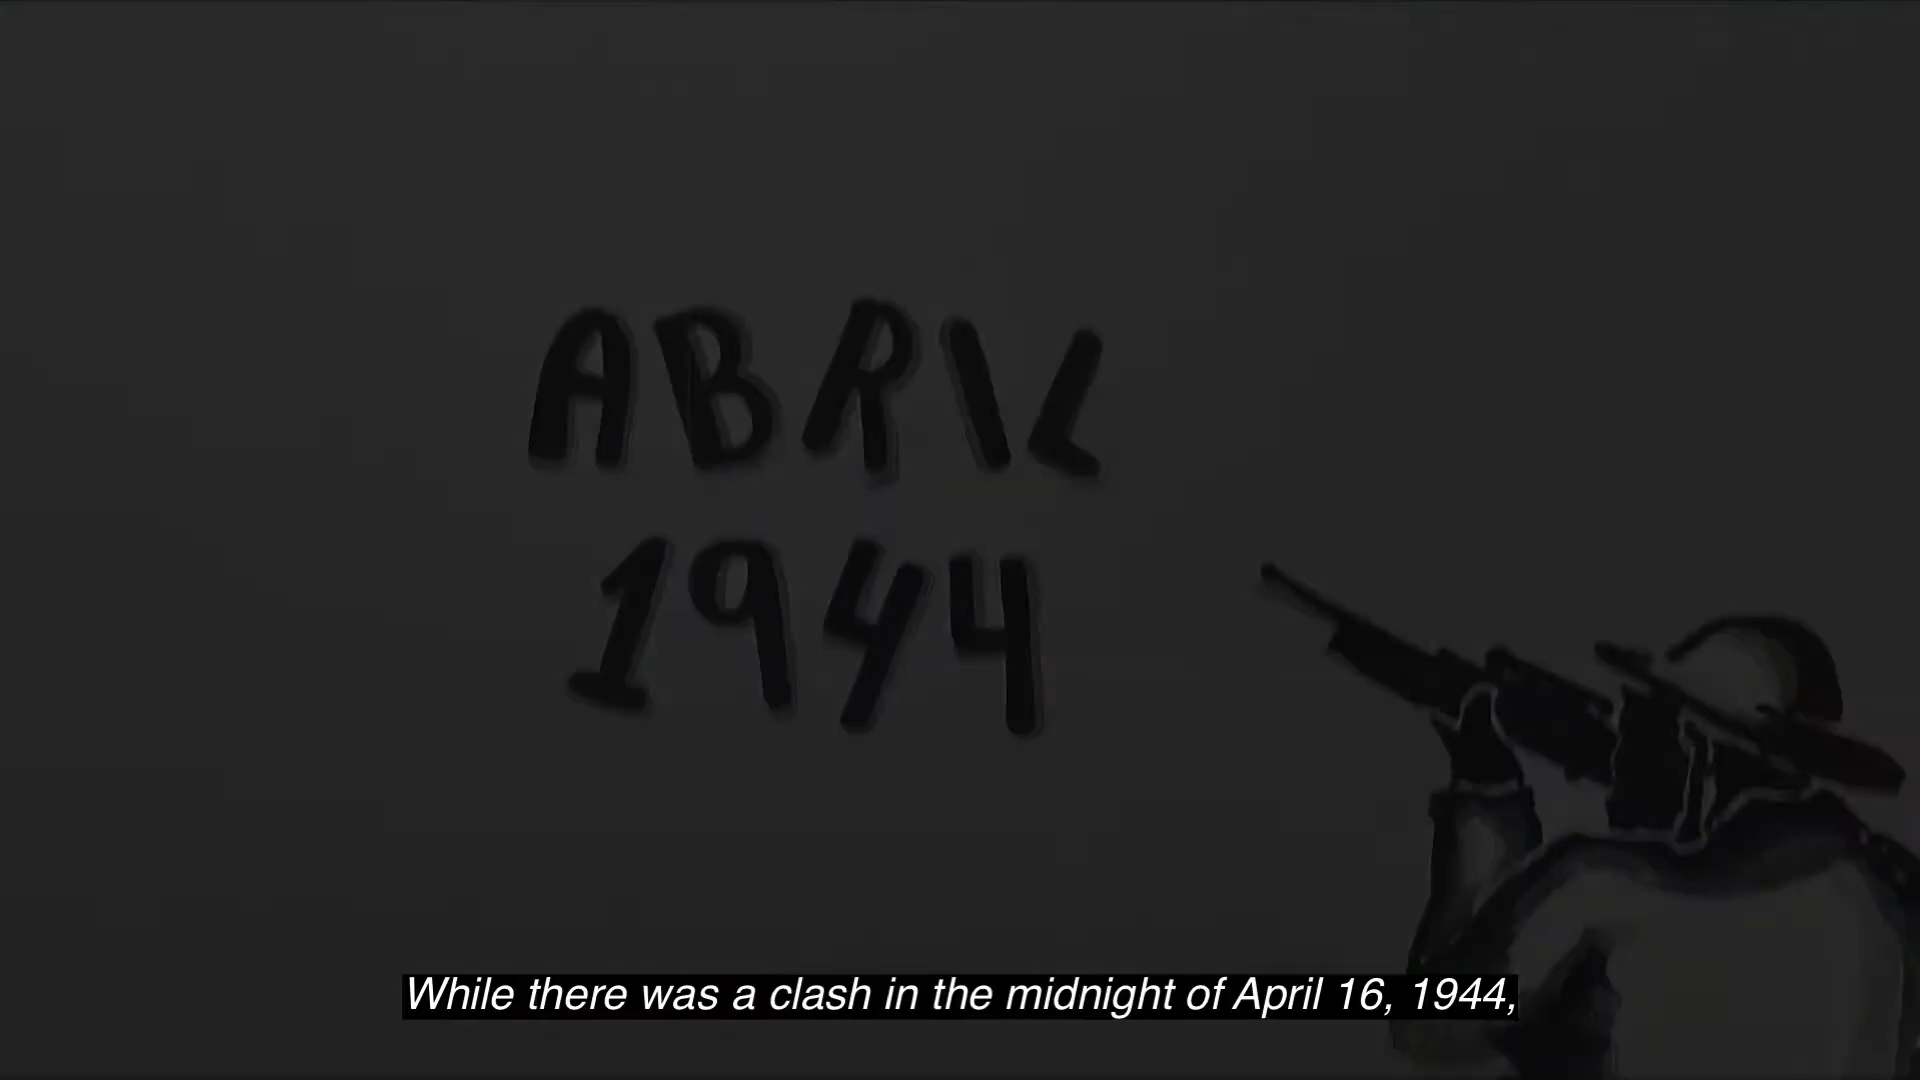 ABRIL
1944
While there was a clash in the midnight of April 16, 1944,